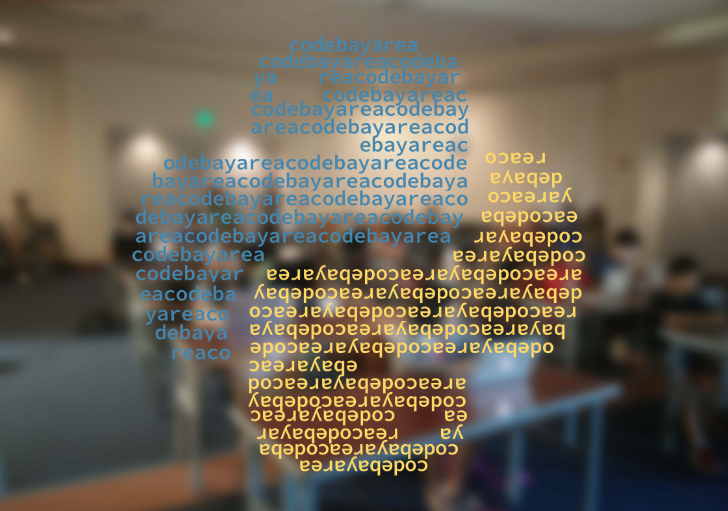 codebayarea
codebayareacodeba
ya reacodebayar
ea codebayareac
codebayareacodebay
areacodebayareacod
ebayareac
odebayareacodebayareacode
bayareacodebayareacodebaya
reacodebayareacodebayareaco
debayareacodebayareacodebay
areacodebayareacodebayarea
codebayarea
codebayar
eacodeba
yareaco
debaya
reaco
codebayarea
codebayareacodeba
ya reacodebayar
ea codebayareac
codebayareacodebay
areacodebayareacod
ebayareac
odebayareacodebayareacode
bayareacodebayareacodebaya
reacodebayareacodebayareaco
debayareacodebayareacodebay
areacodebayareacodebayarea
codebayarea
codebayar
eacodeba
yareaco
debaya
reaco